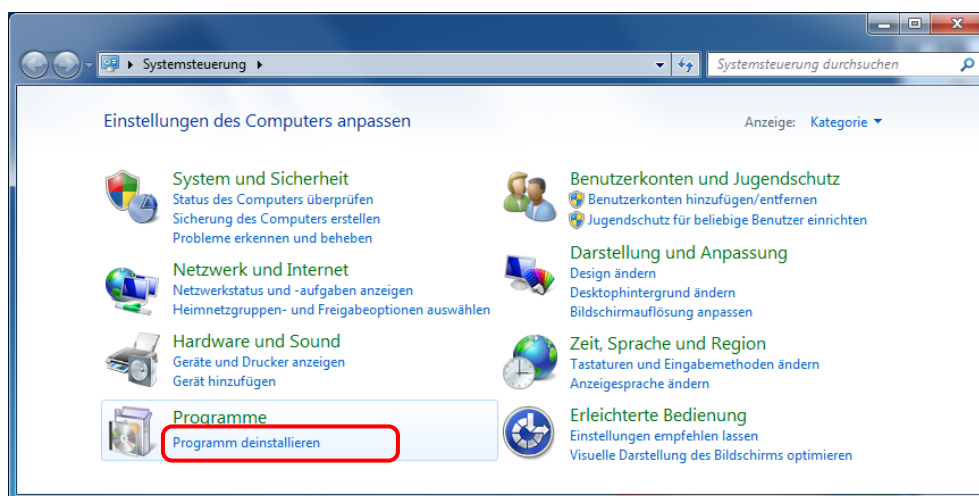 Systemsteuerung
Systemsteuerung durchsuchen
Einstellungen des Computers anpassen
Anzeige: Kategorie
System und Sicherheit
Status des Computers überprüfen
Sicherung des Computers erstellen
Probleme erkennen und beheben
Netzwerk und Internet
Netzwerkstatus und -aufgaben anzeigen
Heimnetzgruppen- und Freigabeoptionen auswählen
Hardware und Sound
Geräte und Drucker anzeigen
Gerät hinzufügen
Programme
Programm deinstallieren
Benutzerkonten und Jugendschutz
Benutzerkonten hinzufügen/entfernen
Jugendschutz für beliebige Benutzer einrichten
Darstellung und Anpassung
Design ändern
Desktophintergrund ändern
Bildschirmauflösung anpassen
Zeit, Sprache und Region
Tastaturen und Eingabemethoden ändern
Anzeigesprache ändern
Erleichterte Bedienung
Einstellungen empfehlen lassen
Visuelle Darstellung des Bildschirms optimieren